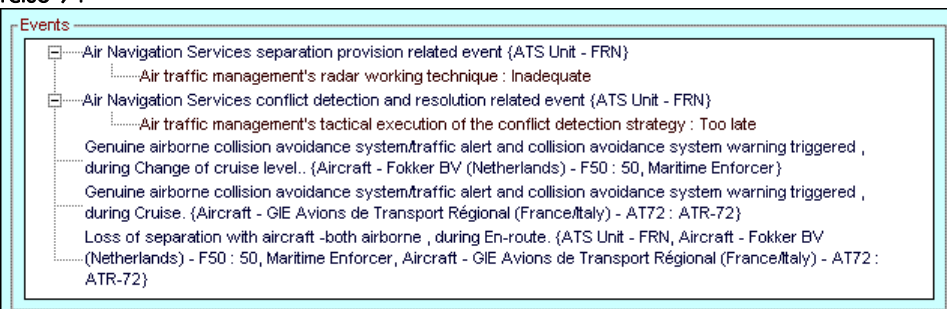 Events
Air Navigation Services separation provision related event {ATS Unit - FRN}
Air traffic management's radar working technique : Inadequate
Air Navigation Services conflict detection and resolution related event {ATS Unit - FRN}
Air traffic management's tactical execution of the conflict detection strategy : Too late
Genuine airborne collision avoidance system/traffic alert and collision avoidance system warning triggered ,
during Change of cruise level.. {Aircraft - Fokker BV (Netherlands) - F50 : 50, Maritime Enforcer}
Genuine airborne collision avoidance system/traffic alert and collision avoidance system warning triggered ,
during Cruise. {Aircraft - GIE Avions de Transport Régional (France/Italy) - AT72 : ATR-72}
Loss of separation with aircraft -both airborne , during En-route. {ATS Unit - FRN, Aircraft - Fokker BV
(Netherlands) - F50 : 50, Maritime Enforcer, Aircraft - GIE Avions de Transport Régional (France/Italy) - AT72 :
ATR-72}